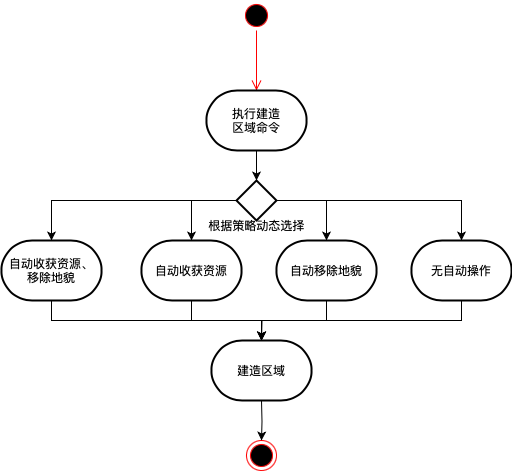 执行建造
区域命令
根据策略动态选择
自动收获资源、
移除地貌
自动收获资源
自动移除地貌
无自动操作
建造区域